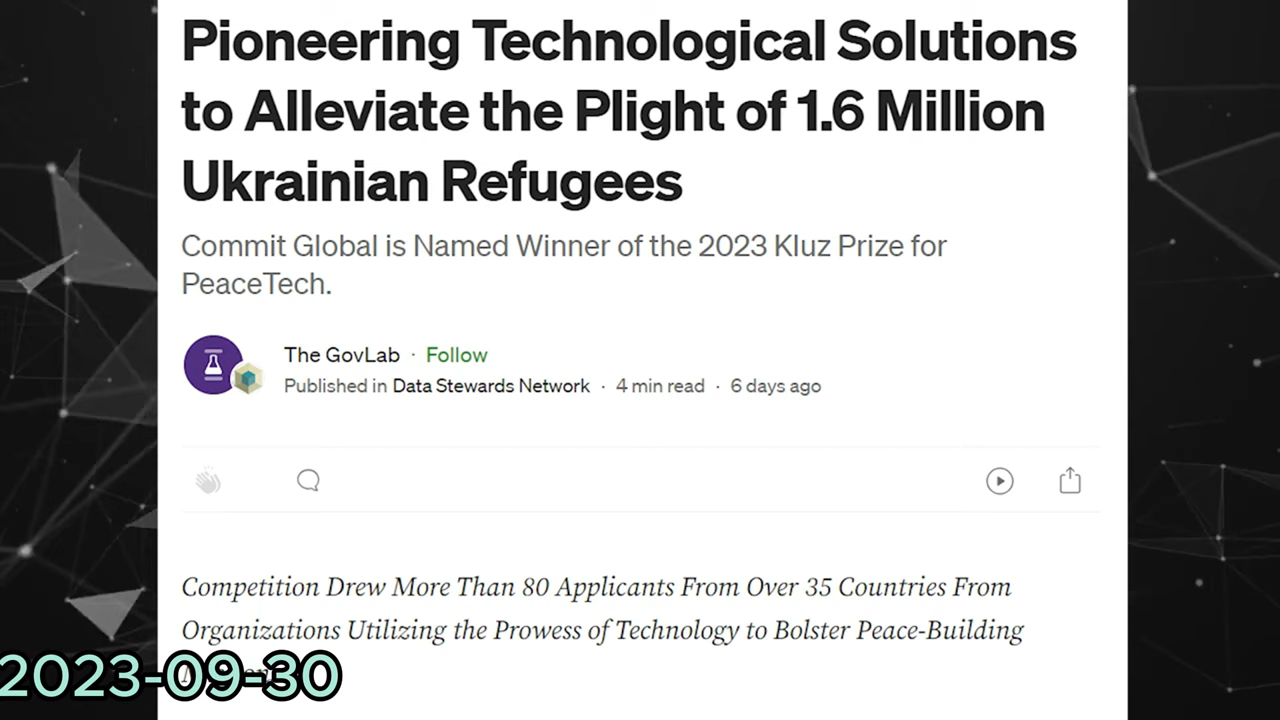 Pioneering Technological Solutions
to Alleviate the Plight of 1.6 Million
Ukrainian Refugees
Commit Global is Named Winner of the 2023 Kluz Prize for
PeaceTech.
The GovLab · Follow
Published in Data Stewards Network · 4 min read · 6 days ago
Competition Drew More Than 80 Applicants From Over 35 Countries From
Organizations Utilizing the Prowess of Technology to Bolster Peace-Building
2023-09-30